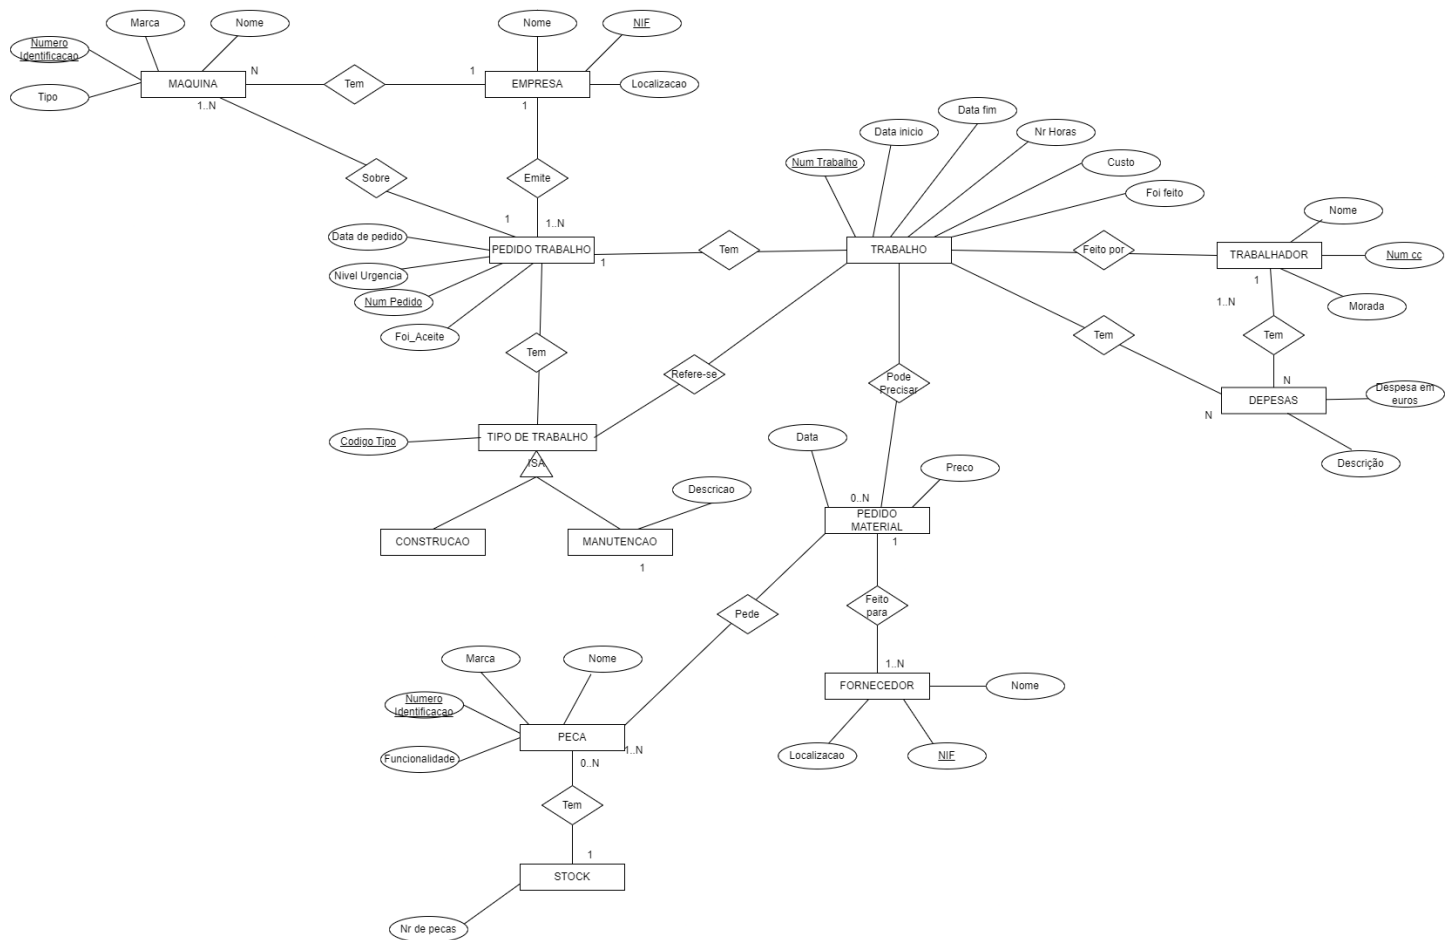 Marca
Nome
Nome
NIF
Numero
Identificacao
N
1
MAQUINA
Tem
EMPRESA
Localizacao
Tipo
1..N
1
Data fim
Data inicio
Nr Horas
Num Trabalho
Custo
Sobre
Emite
Foi feito
Nome
1
1..N
Data de pedido
PEDIDO TRABALHO
Tem
TRABALHO
Feito por
TRABALHADOR
Num cc
1
Nivel Urgencia
1
Num Pedido
1..N
Morada
Foi_Aceite
Tem
Tem
Tem
Refere-se
Pode
Precisar
N
Despesa em
euros
DEPESAS
N
Codigo Tipo
TIPO DE TRABALHO
Data
ISA
Descrição
Preco
Descricao
0..N
PEDIDO
MATERIAL
CONSTRUCAO
MANUTENCAO
1
1
Feito
para
Pede
Marca
Nome
1..N
FORNECEDOR
Nome
Numero
Identificacao
PECA
1..N
Funcionalidade
0..N
Localizacao
NIF
Tem
1
STOCK
Nr de pecas